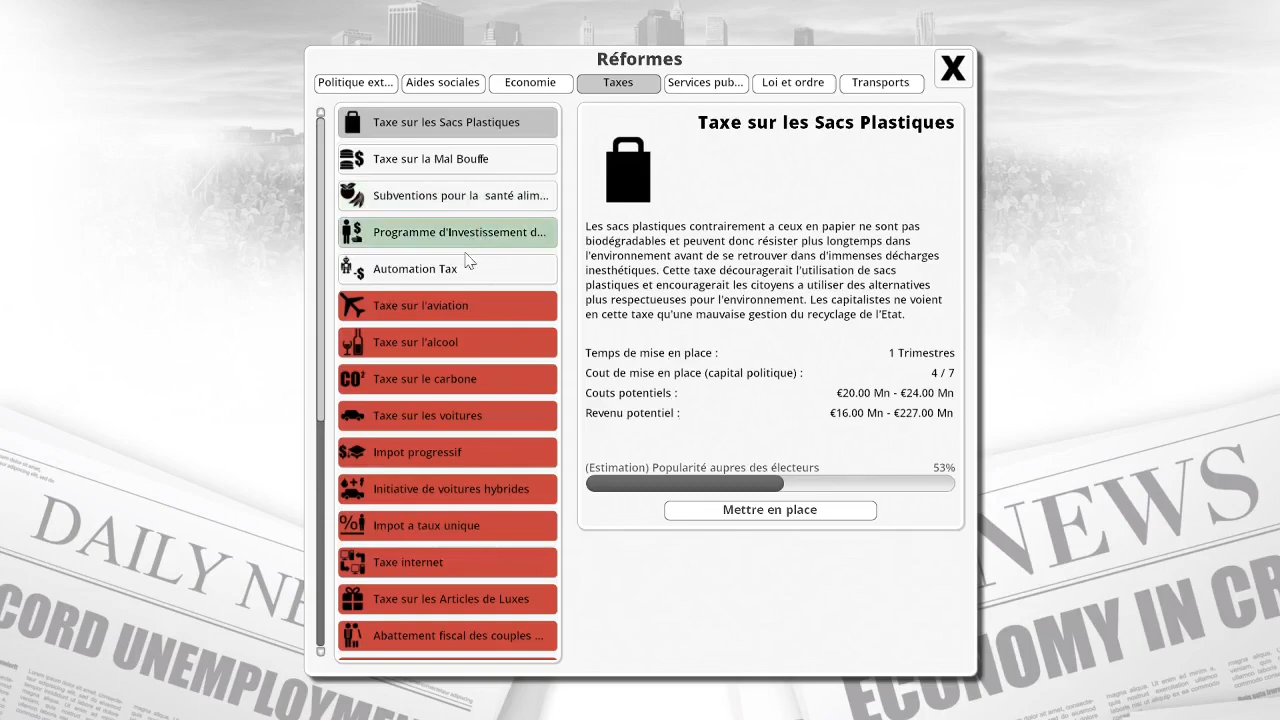 Réformes
X
Politique ext...
Aides sociales
Economie
Taxes
Services pub...
Loi et ordre
Transports
Taxe sur les Sacs Plastiques
Taxe sur la Mal Bouffe
Subventions pour la  santé alim...
Programme d'Investissement d...
Automation Tax
Taxe sur l'aviation
Taxe sur l'alcool
CO²
Taxe sur le carbone
Taxe sur les voitures
Impot progressif
Initiative de voitures hybrides
Impot a taux unique
Taxe internet
Taxe sur les Articles de Luxes
Abattement fiscal des couples ...
Taxe sur les Sacs Plastiques
Les sacs plastiques contrairement a ceux en papier ne sont pas
biodégradables et peuvent donc résister plus longtemps dans
l'environnement avant de se retrouver dans d'immenses décharges
inesthétiques. Cette taxe découragerait l'utilisation de sacs
plastiques et encouragerait les citoyens a utiliser des alternatives
plus respectueuses pour l'environnement. Les capitalistes ne voient
en cette taxe qu'une mauvaise gestion du recyclage de l'Etat.
Temps de mise en place : 1 Trimestres
Cout de mise en place (capital politique) : 4 / 7
Couts potentiels : €20.00 Mn - €24.00 Mn
Revenu potentiel : €16.00 Mn - €227.00 Mn
(Estimation) Popularité aupres des électeurs 53%
Mettre en place
DAILY NE
CORD UNEMPLOYM
NEWS
ECONOMY IN CR